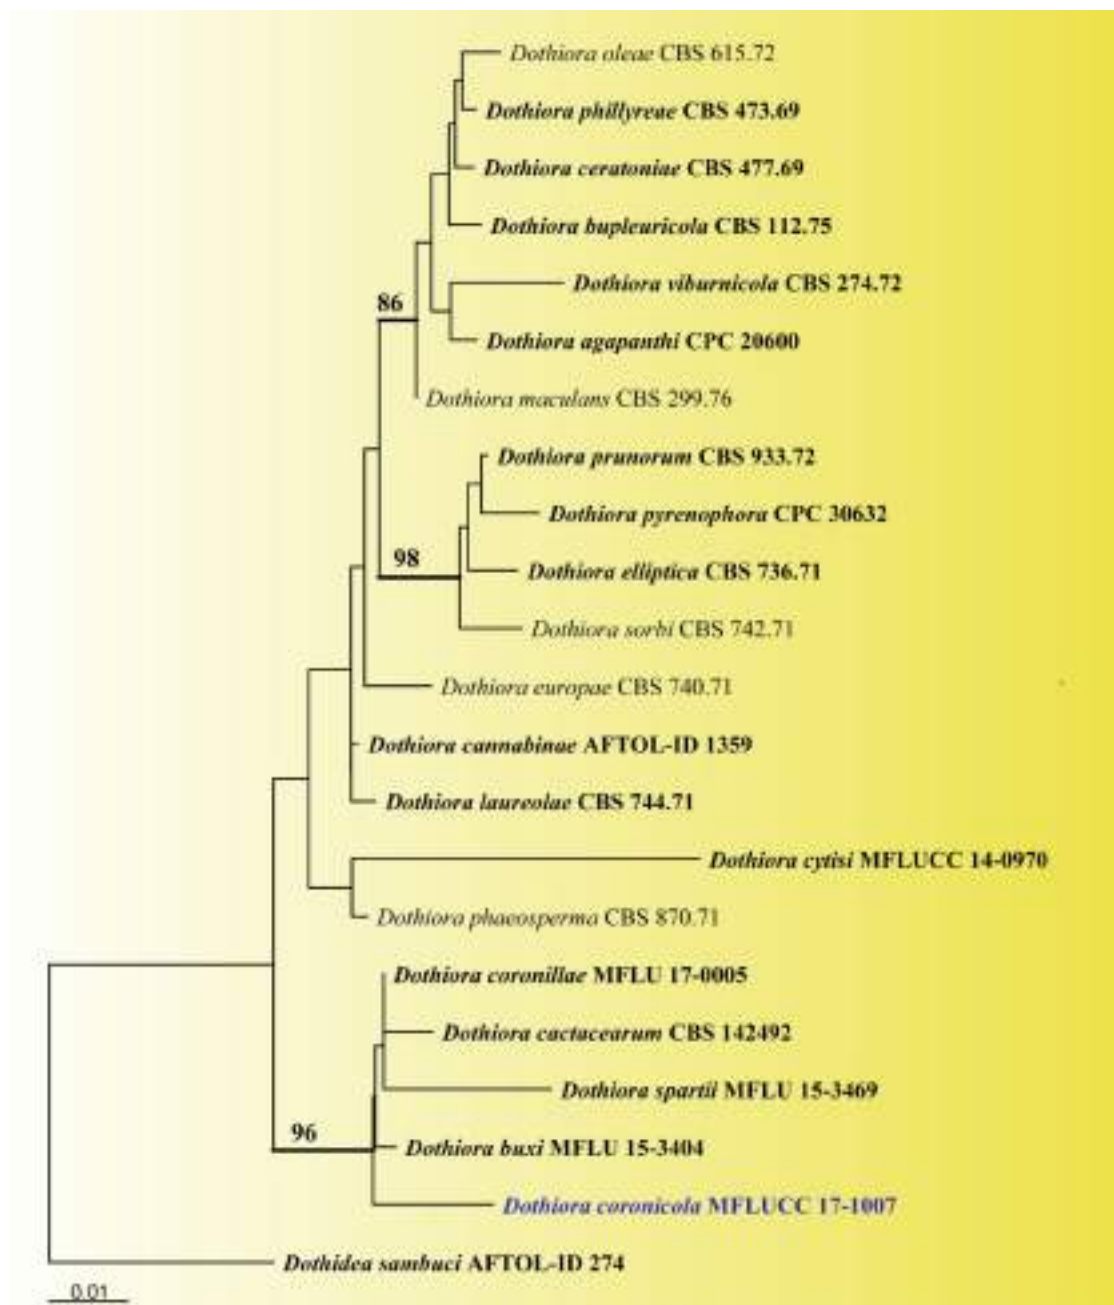 Dothiora oleae CBS 615.72
Dothiora phillyreae CBS 473.69
Dothiora ceratoniae CBS 477.69
Dothiora bupleuricola CBS 112.75
Dothiora viburnicola CBS 274.72
86
Dothiora agapanthi CPC 20600
Dothiora maculans CBS 299.76
Dothiora prunorum CBS 933.72
Dothiora pyrenophora CPC 30632
98
Dothiora elliptica CBS 736.71
Dothiora sorbi CBS 742.71
Dothiora europae CBS 740.71
Dothiora cannabinae AFTOL-ID 1359
Dothiora laureolae CBS 744.71
Dothiora cytisi MFLUCC 14-0970
Dothiora phaeosperma CBS 870.71
Dothiora coronillae MFLU 17-0005
Dothiora cactacearum CBS 142492
Dothiora spartii MFLU 15-3469
96
Dothiora buxi MFLU 15-3404
Dothiora coronicola MFLUCC 17-1007
Dothidea sambuci AFTOL-ID 274
0.01